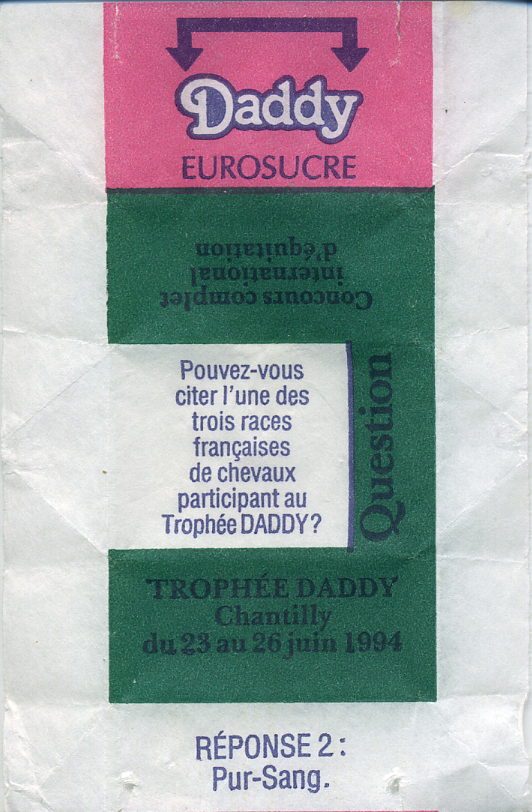 Daddy
EUROSUCRE
Concours complet
international
d'équitation
Pouvez-vous
citer l'une des
trois races
françaises
de chevaux
participant au
Trophée DADDY?
Question
TROPHÉE DADDY
Chantilly
du 23 au 26 juin 1994
RÉPONSE 2 :
Pur-Sang.